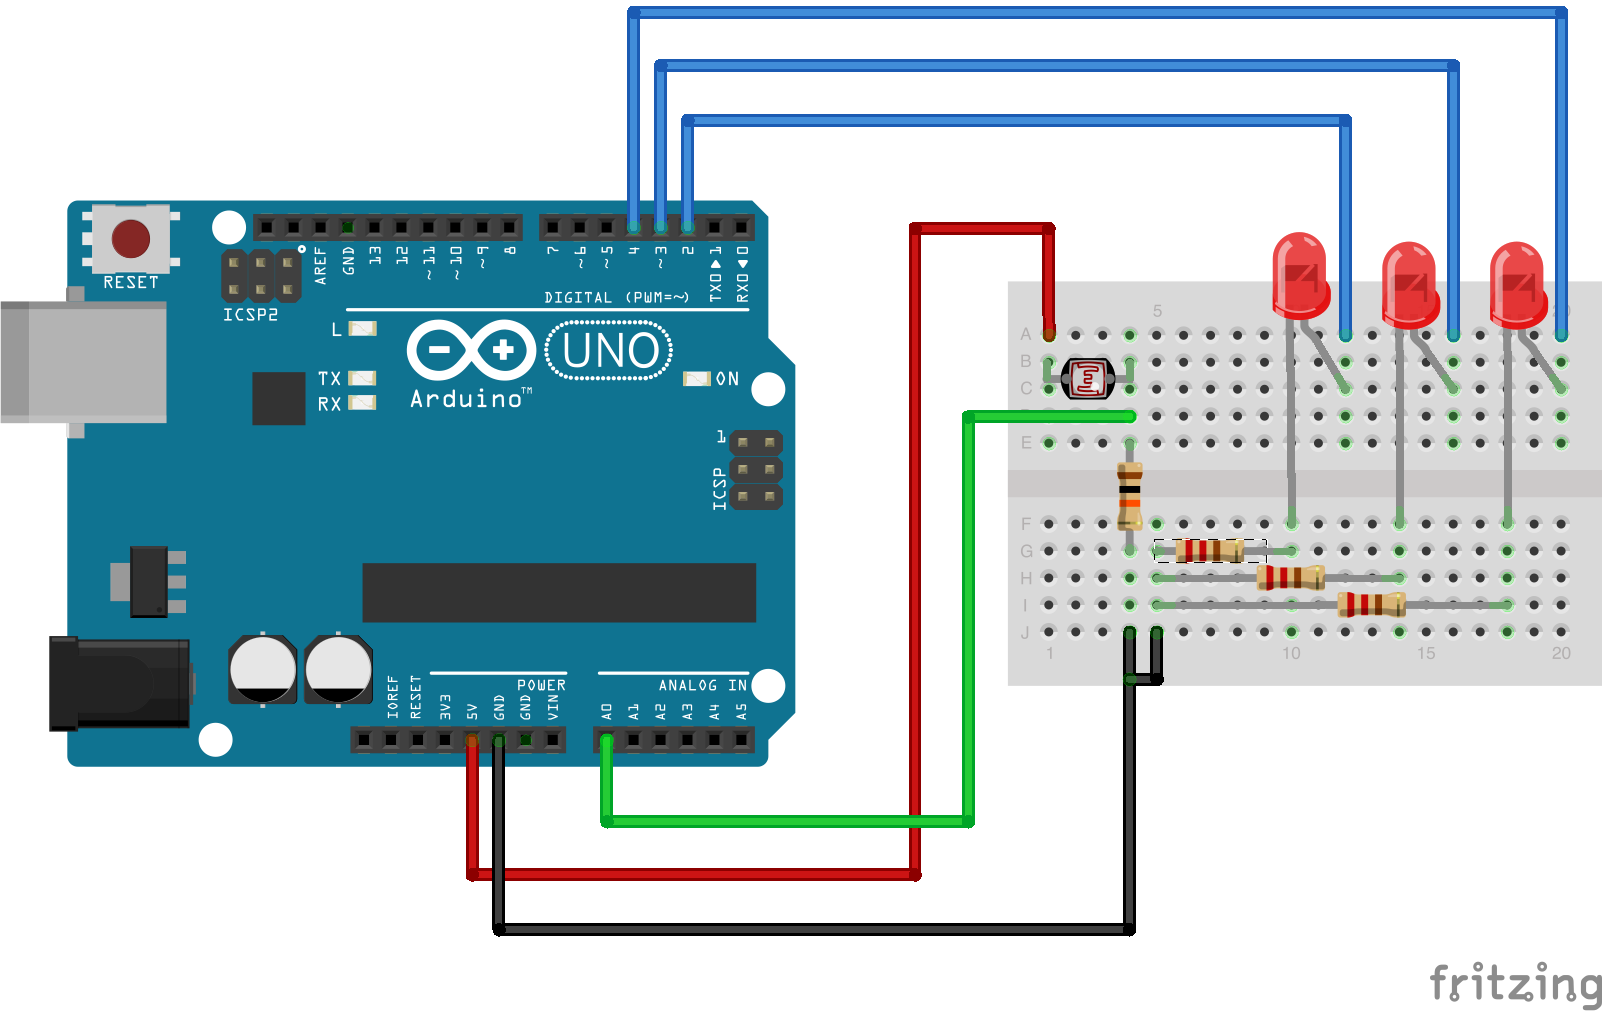 RESET
ICSP2
AREF
GND
13
12
~11
~10
~9
8
7
~6
~5
4
~3
2
TX0▶1
RX0◀0
DIGITAL (PWM=~)
L
TX
RX
UNO
Arduino™
ON
1
ICSP
IOREF
RESET
3V3
5V
GND
GND
VIN
POWER
ANALOG IN
A0
A1
A2
A3
A4
A5
5
A
B
C
E
F
G
H
I
J
1
10
15
20
fritzing